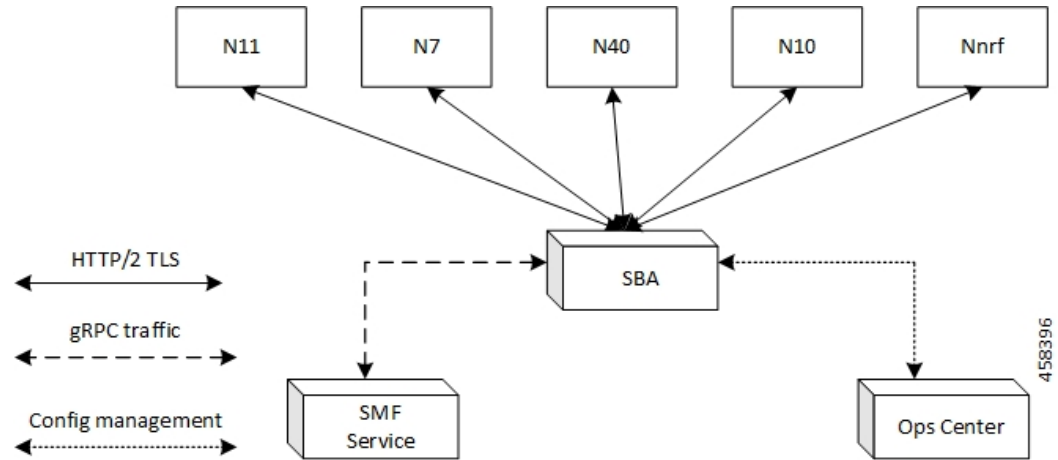 N11
N7
N40
N10
Nnrf
HTTP/2 TLS
SBA
gRPC traffic
Config management
SMF
Service
Ops Center
458396